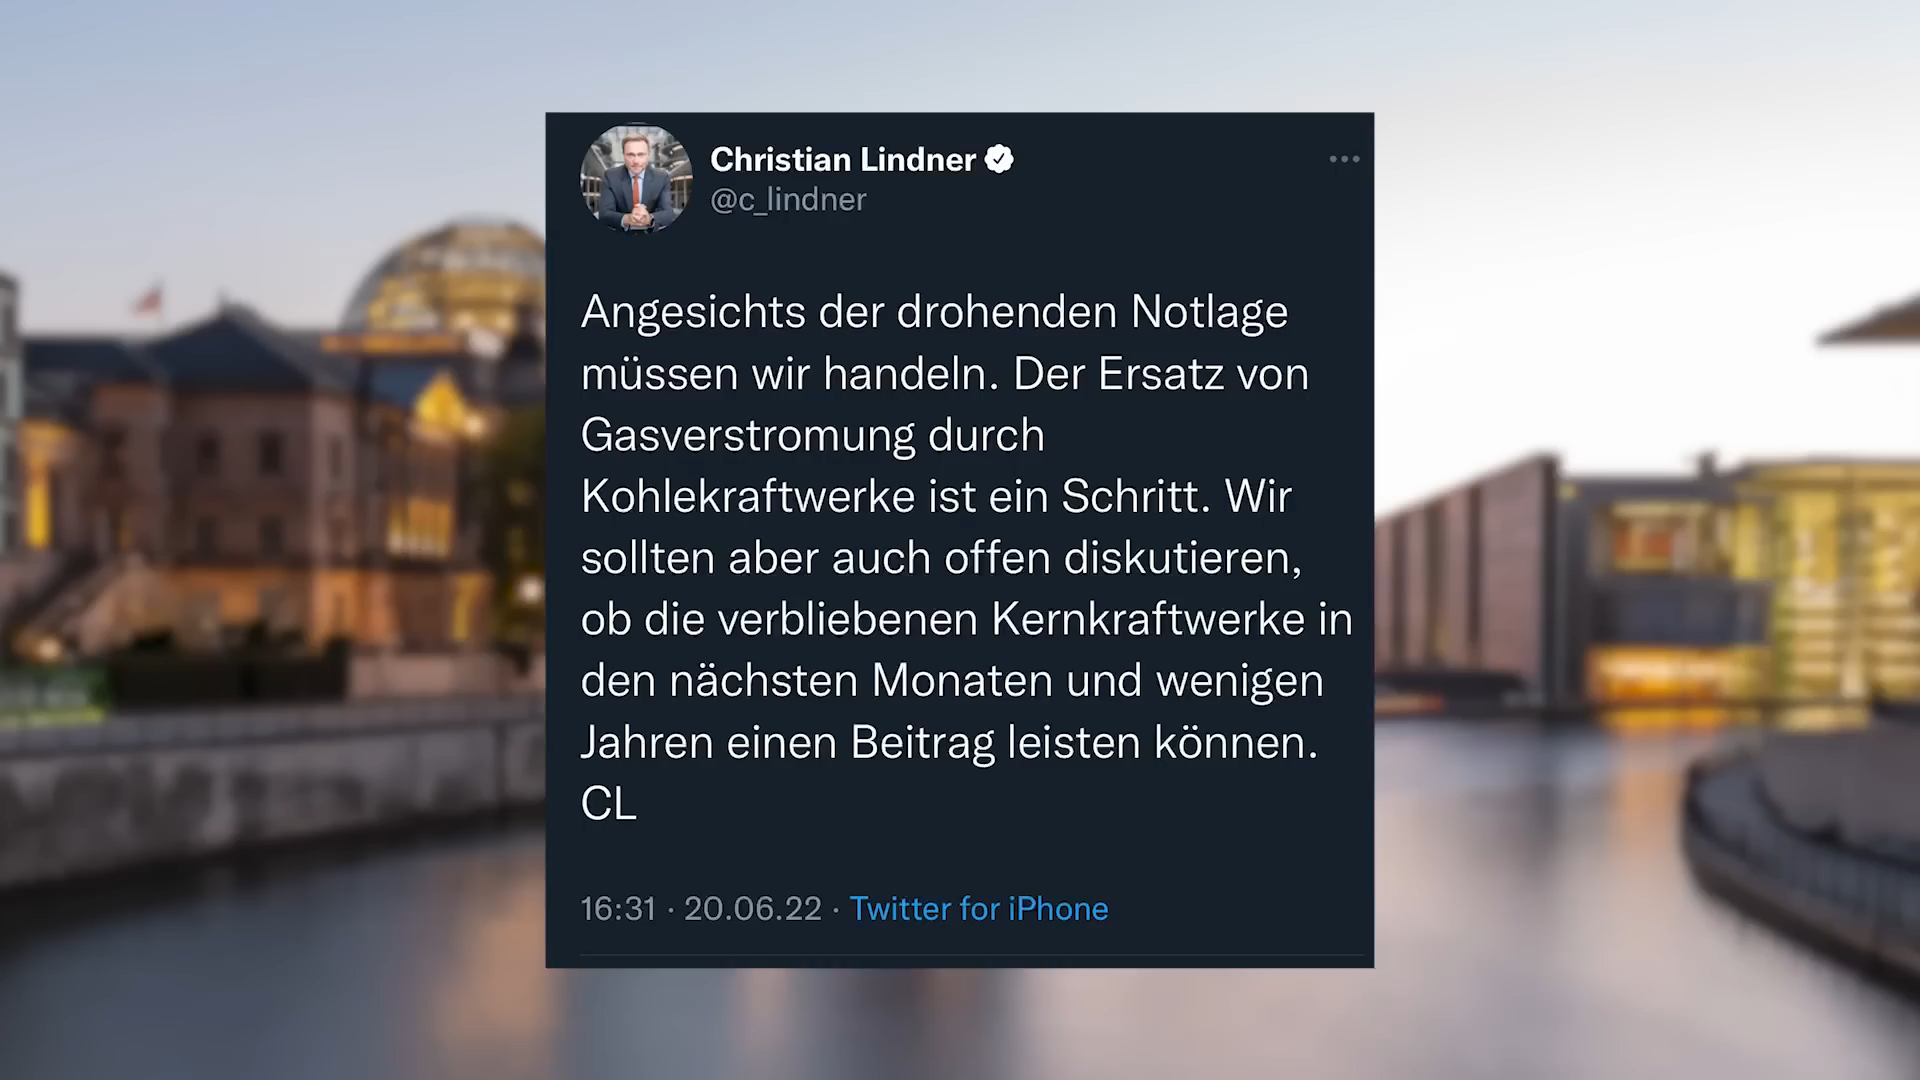 Christian Lindner
@c_lindner
Angesichts der drohenden Notlage
müssen wir handeln. Der Ersatz von
Gasverstromung durch
Kohlekraftwerke ist ein Schritt. Wir
sollten aber auch offen diskutieren,
ob die verbliebenen Kernkraftwerke in
den nächsten Monaten und wenigen
Jahren einen Beitrag leisten können.
CL
16:31 · 20.06.22 · Twitter for iPhone